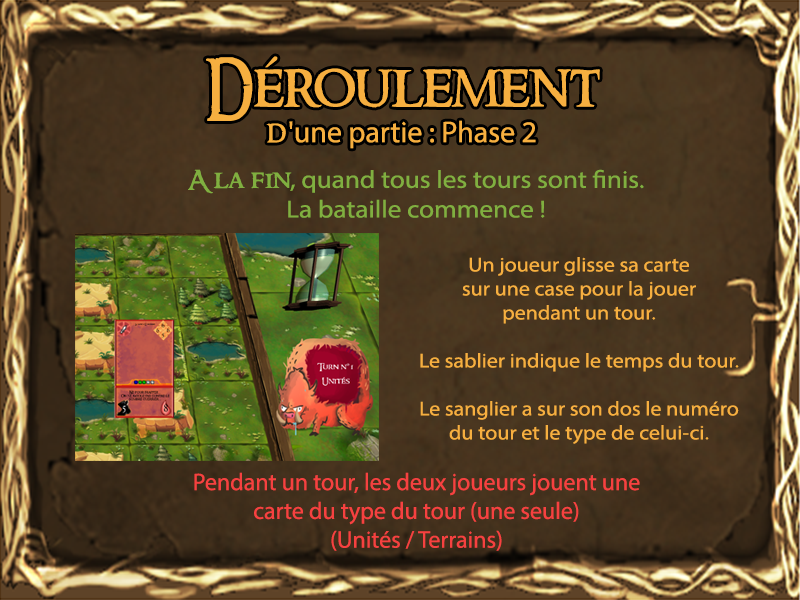 DÉROULEMENT
D'une partie : Phase 2
A LA FIN, quand tous les tours sont finis.
La bataille commence !
Un joueur glisse sa carte
sur une case pour la jouer
pendant un tour.
Le sablier indique le temps du tour.
Le sanglier a sur son dos le numéro
du tour et le type de celui-ci.
TURN N° 1
UNITÉS
5
Pendant un tour, les deux joueurs jouent une
carte du type du tour (une seule)
(Unités / Terrains)